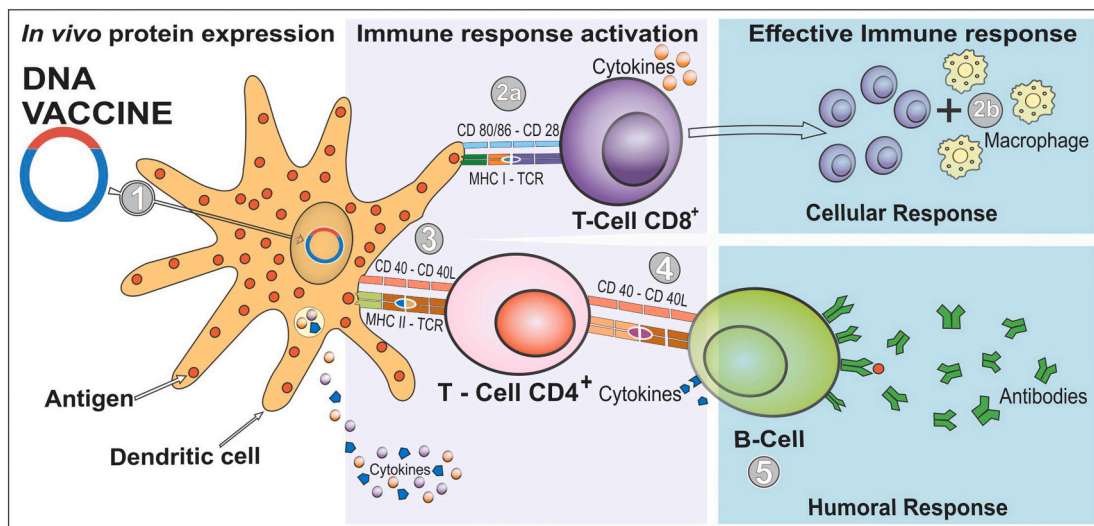 In vivo protein expression
Immune response activation
Effective Immune response
DNA
VACCINE
1
2a
Cytokines
CD 80/86 - CD 28
MHC I - TCR
T-Cell CD8+
2b
+
Macrophage
Cellular Response
3
CD 40 - CD 40L
MHC II - TCR
T - Cell CD4+
4
CD 40 - CD 40L
Cytokines
Antigen
Dendritic cell
Cytokines
B-Cell
5
Antibodies
Humoral Response